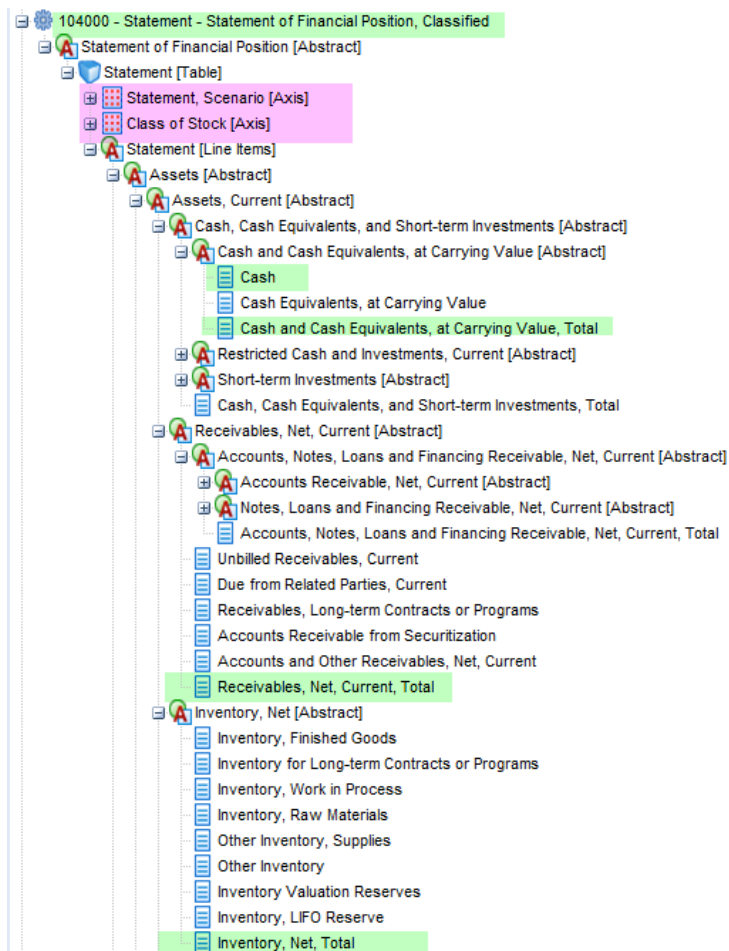 104000 - Statement - Statement of Financial Position, Classified
Statement of Financial Position [Abstract]
Statement [Table]
Statement, Scenario [Axis]
Class of Stock [Axis]
Statement [Line Items]
Assets [Abstract]
Assets, Current [Abstract]
Cash, Cash Equivalents, and Short-term Investments [Abstract]
Cash and Cash Equivalents, at Carrying Value [Abstract]
Cash
Cash Equivalents, at Carrying Value
Cash and Cash Equivalents, at Carrying Value, Total
Restricted Cash and Investments, Current [Abstract]
Short-term Investments [Abstract]
Cash, Cash Equivalents, and Short-term Investments, Total
Receivables, Net, Current [Abstract]
Accounts, Notes, Loans and Financing Receivable, Net, Current [Abstract]
Accounts Receivable, Net, Current [Abstract]
Notes, Loans and Financing Receivable, Net, Current [Abstract]
Accounts, Notes, Loans and Financing Receivable, Net, Current, Total
Unbilled Receivables, Current
Due from Related Parties, Current
Receivables, Long-term Contracts or Programs
Accounts Receivable from Securitization
Accounts and Other Receivables, Net, Current
Receivables, Net, Current, Total
Inventory, Net [Abstract]
Inventory, Finished Goods
Inventory for Long-term Contracts or Programs
Inventory, Work in Process
Inventory, Raw Materials
Other Inventory, Supplies
Other Inventory
Inventory Valuation Reserves
Inventory, LIFO Reserve
Inventory, Net, Total